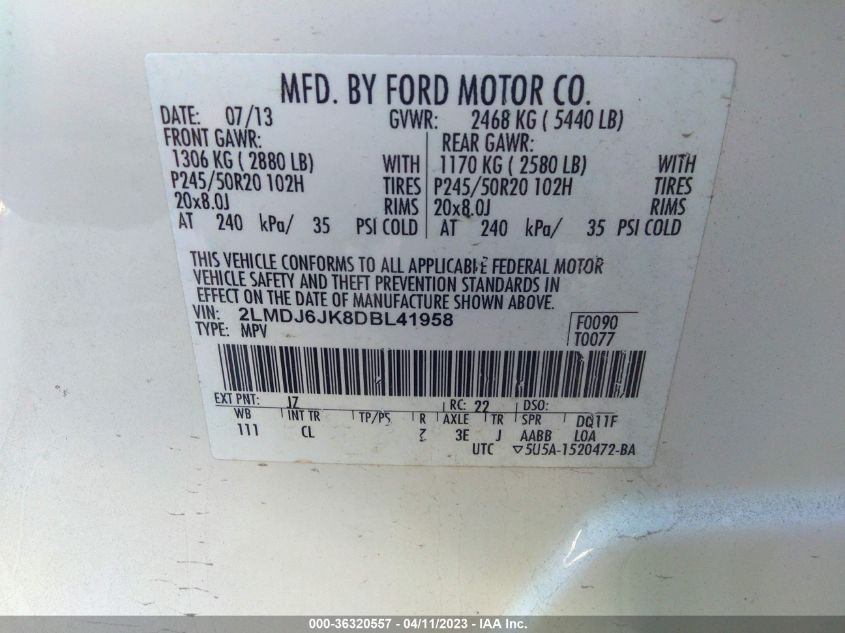 MFD. BY FORD MOTOR CO.
DATE: 07/13 GVWR: 2468 KG ( 5440 LB)
FRONT GAWR: REAR GAWR:
1306 KG ( 2880 LB) WITH 1170 KG ( 2580 LB) WITH
P245/50R20 102H TIRES P245/50R20 102H TIRES
20x8.0J RIMS 20x8.0J RIMS
AT 240 kPa/ 35 PSI COLD AT 240 kPa/ 35 PSI COLD
THIS VEHICLE CONFORMS TO ALL APPLICABLE FEDERAL MOTOR
VEHICLE SAFETY AND THEFT PREVENTION STANDARDS IN
EFFECT ON THE DATE OF MANUFACTURE SHOWN ABOVE.
VIN: 2LMDJ6JK8DBL41958 F0090
TYPE: MPV T0077
EXT PNT: JZ RC: 22 DSO:
WB INT TR TP/PS R AXLE TR SPR DQ11F
111 CL 3E J AABB LOA
UTC ▽5U5A-1520472-BA
000-36320557 - 04/11/2023 - IAA Inc.